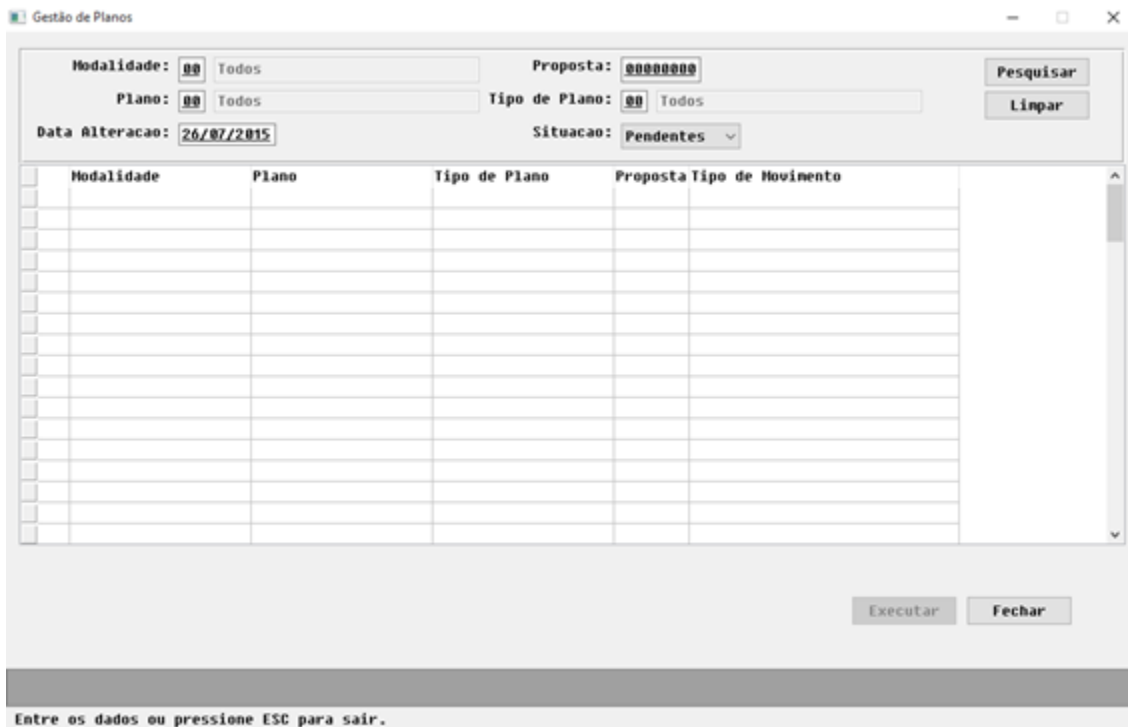 Gestão de Planos
Modalidade: 00 Todos Proposta: 00000000 Pesquisar
Plano: 00 Todos Tipo de Plano: 00 Todos Limpar
Data Alteracao: 26/07/2015 Situacao: Pendentes
Modalidade Plano Tipo de Plano Proposta Tipo de Movimento
Executar Fechar
Entre os dados ou pressione ESC para sair.